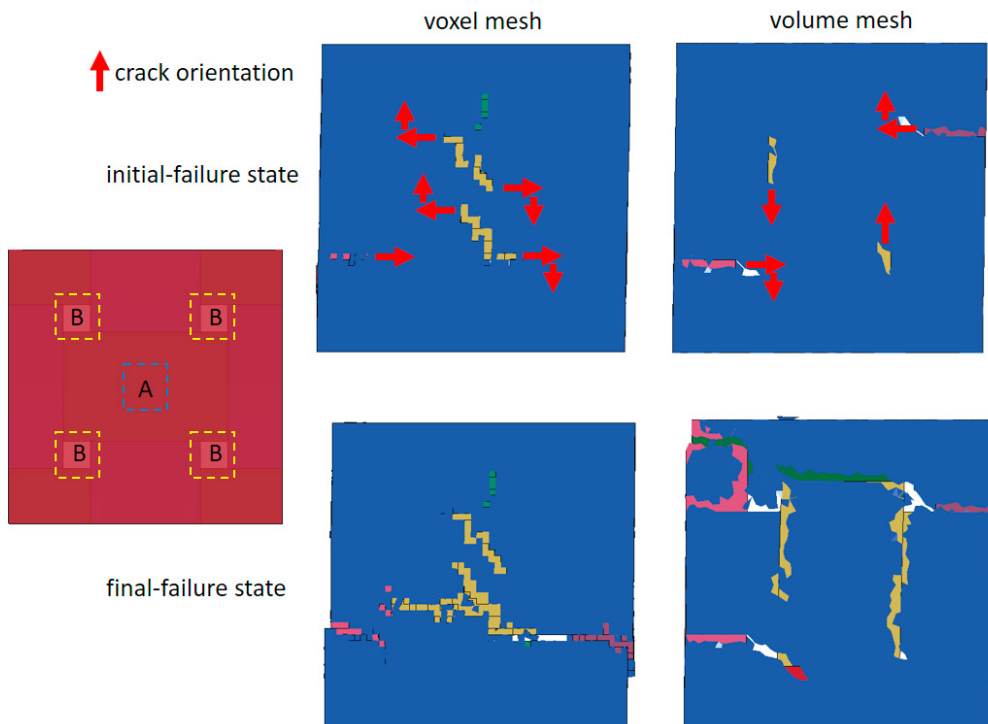 voxel mesh
volume mesh
crack orientation
initial-failure state
B
B
A
B
B
final-failure state